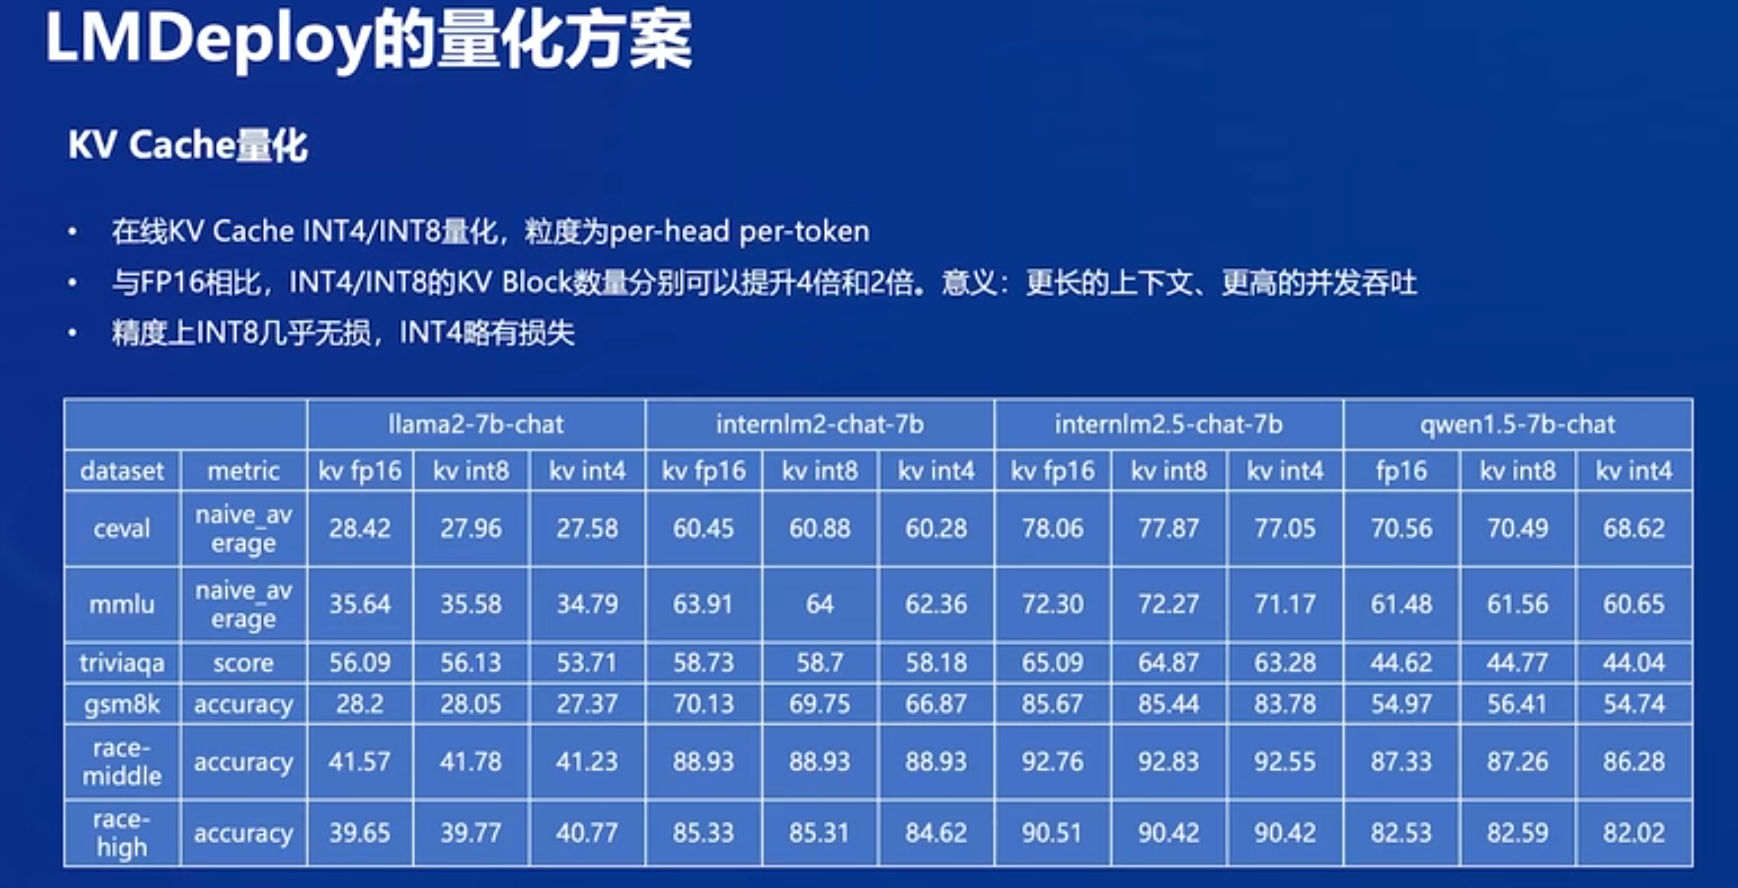 LMDeploy的量化方案
KV Cache量化
• 在线KV Cache INT4/INT8量化，粒度为per-head per-token
• 与FP16相比，INT4/INT8的KV Block数量分别可以提升4倍和2倍。意义：更长的上下文、更高的并发吞吐
• 精度上INT8几乎无损，INT4略有损失
llama2-7b-chat internlm2-chat-7b internlm2.5-chat-7b qwen1.5-7b-chat
dataset metric kv fp16 kv int8 kv int4 kv fp16 kv int8 kv int4 kv fp16 kv int8 kv int4 fp16 kv int8 kv int4
ceval naive_average 28.42 27.96 27.58 60.45 60.88 60.28 78.06 77.87 77.05 70.56 70.49 68.62
mmlu naive_average 35.64 35.58 34.79 63.91 64 62.36 72.30 72.27 71.17 61.48 61.56 60.65
triviaqa score 56.09 56.13 53.71 58.73 58.7 58.18 65.09 64.87 63.28 44.62 44.77 44.04
gsm8k accuracy 28.2 28.05 27.37 70.13 69.75 66.87 85.67 85.44 83.78 54.97 56.41 54.74
race-middle accuracy 41.57 41.78 41.23 88.93 88.93 88.93 92.76 92.83 92.55 87.33 87.26 86.28
race-high accuracy 39.65 39.77 40.77 85.33 85.31 84.62 90.51 90.42 90.42 82.53 82.59 82.02